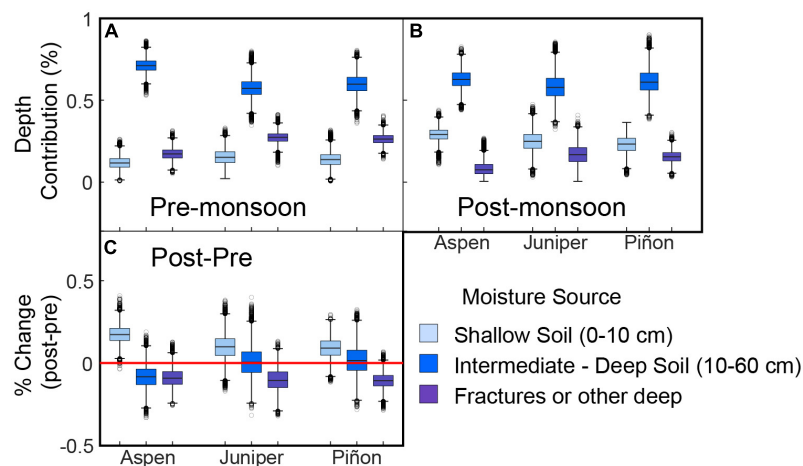 A
B
1
0.5
0
Depth
Contribution (%)
Pre-monsoon
Post-monsoon
Aspen Juniper Piñon
C
Post-Pre
0.5
0
-0.5
% Change
(post-pre)
Aspen Juniper Piñon
Moisture Source
Shallow Soil (0-10 cm)
Intermediate - Deep Soil (10-60 cm)
Fractures or other deep